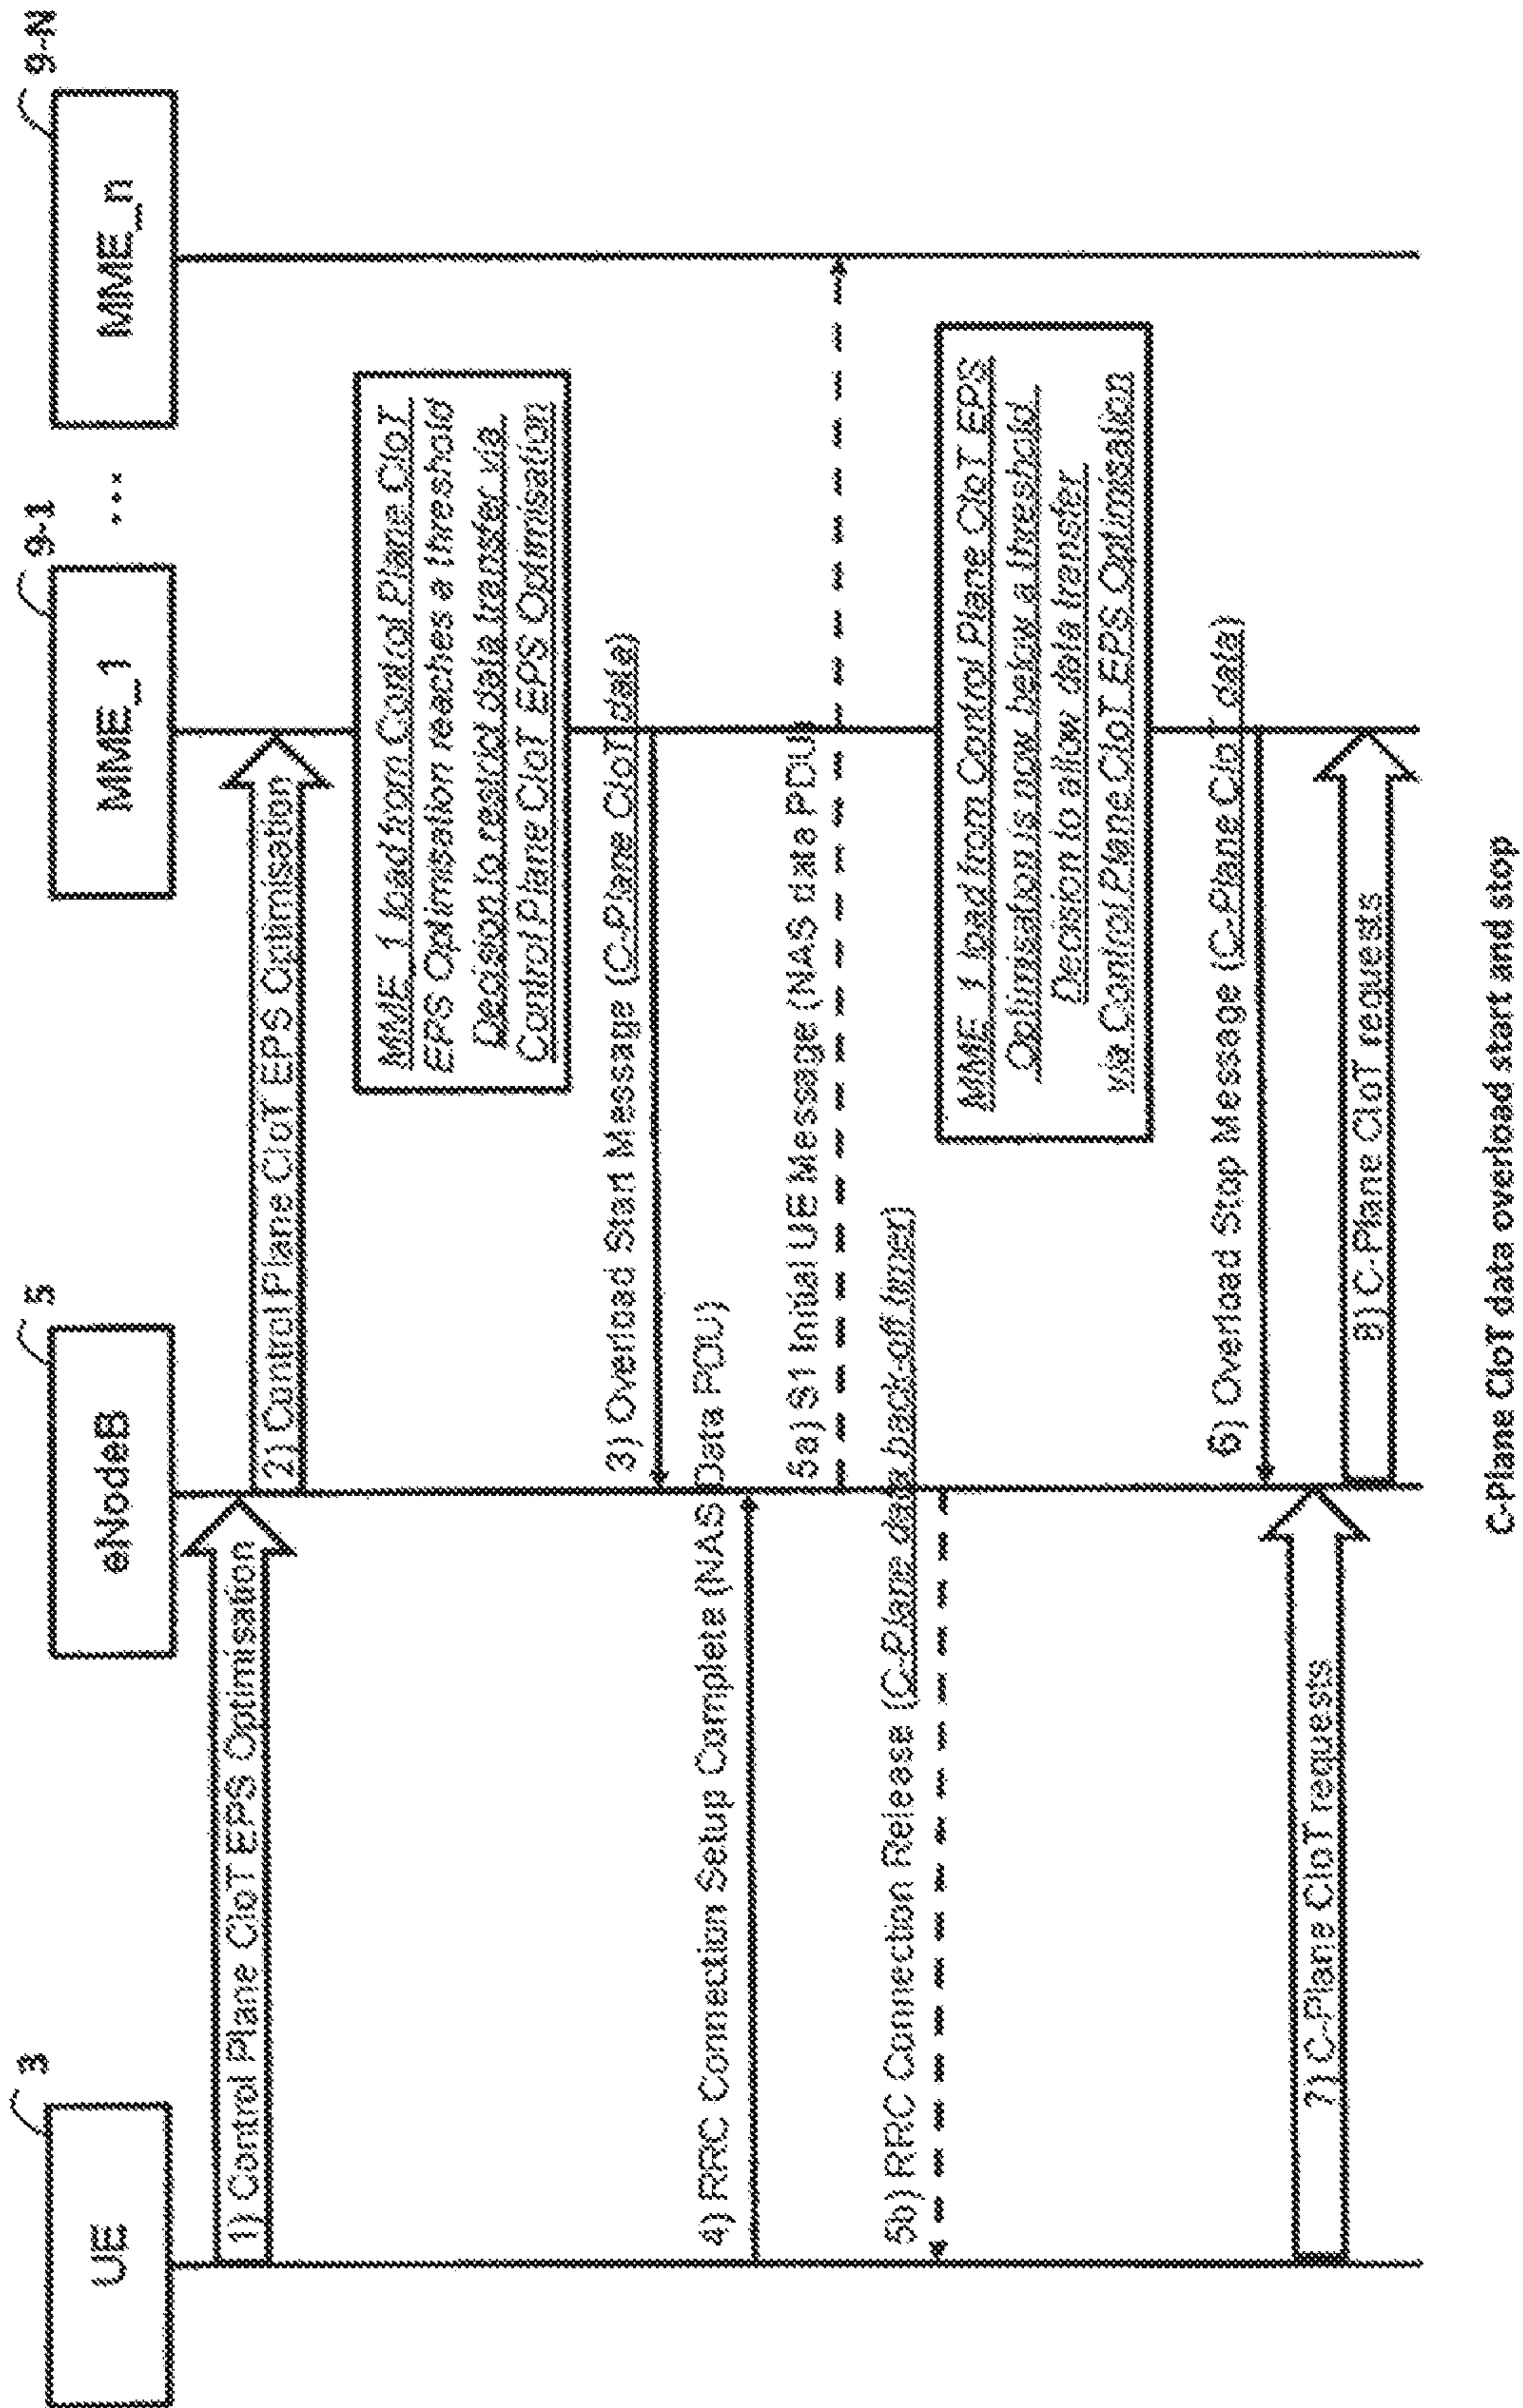 3
5
9-1
9-N
UE
eNodeB
MME_1
...
MME_n
1) Control Plane CIoT EPS Optimisation
2) Control Plane CIoT EPS Optimisation
MME_1 load from Control Plane CIoT
EPS Optimisation reaches a threshold
Decision to restrict data transfer via
Control Plane CIoT EPS Optimisation
3) Overload Start Message (C-Plane CIoT data)
4) RRC Connection Setup Complete (NAS Data PDU)
5a) S1 Initial UE Message (NAS data PDU)
5b) RRC Connection Release (C-Plane data back-off timer)
MME_1 load from Control Plane CIoT EPS
Optimisation is now below a threshold
Decision to allow data transfer
via Control Plane CIoT EPS Optimisation
6) Overload Stop Message (C-Plane CIoT data)
7) C-Plane CIoT requests
8) C-Plane CIoT requests
C-Plane CIoT data overload start and stop